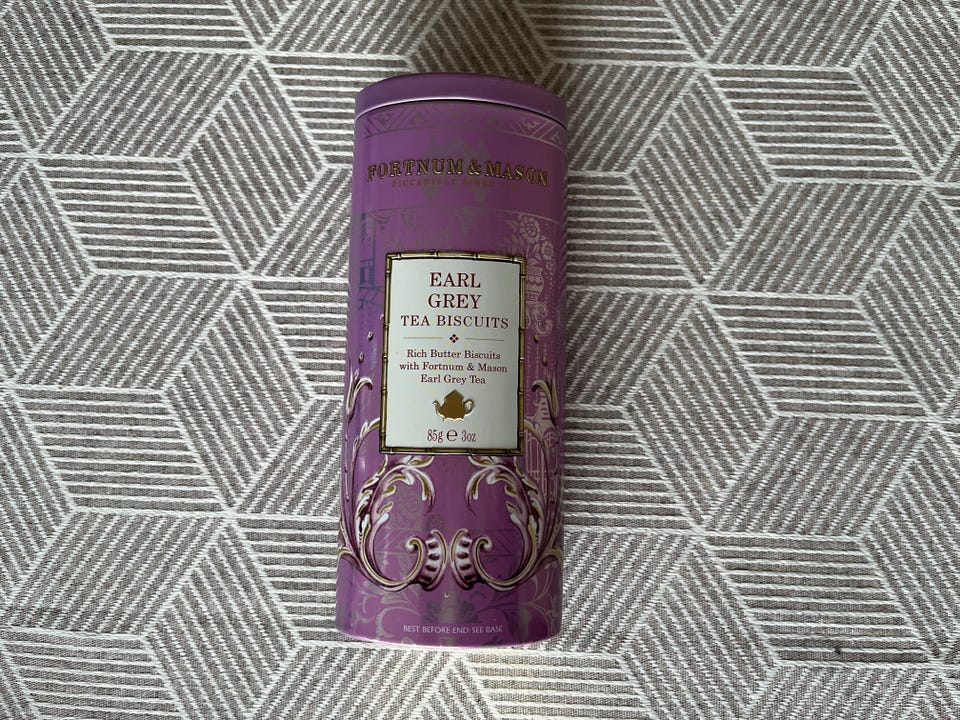 FORTNUM & MASON
EARL
GREY
TEA BISCUITS
Rich Butter Biscuits
with Fortnum & Mason
Earl Grey Tea
85g ℮ 3oz
BEST BEFORE END: SEE BASE